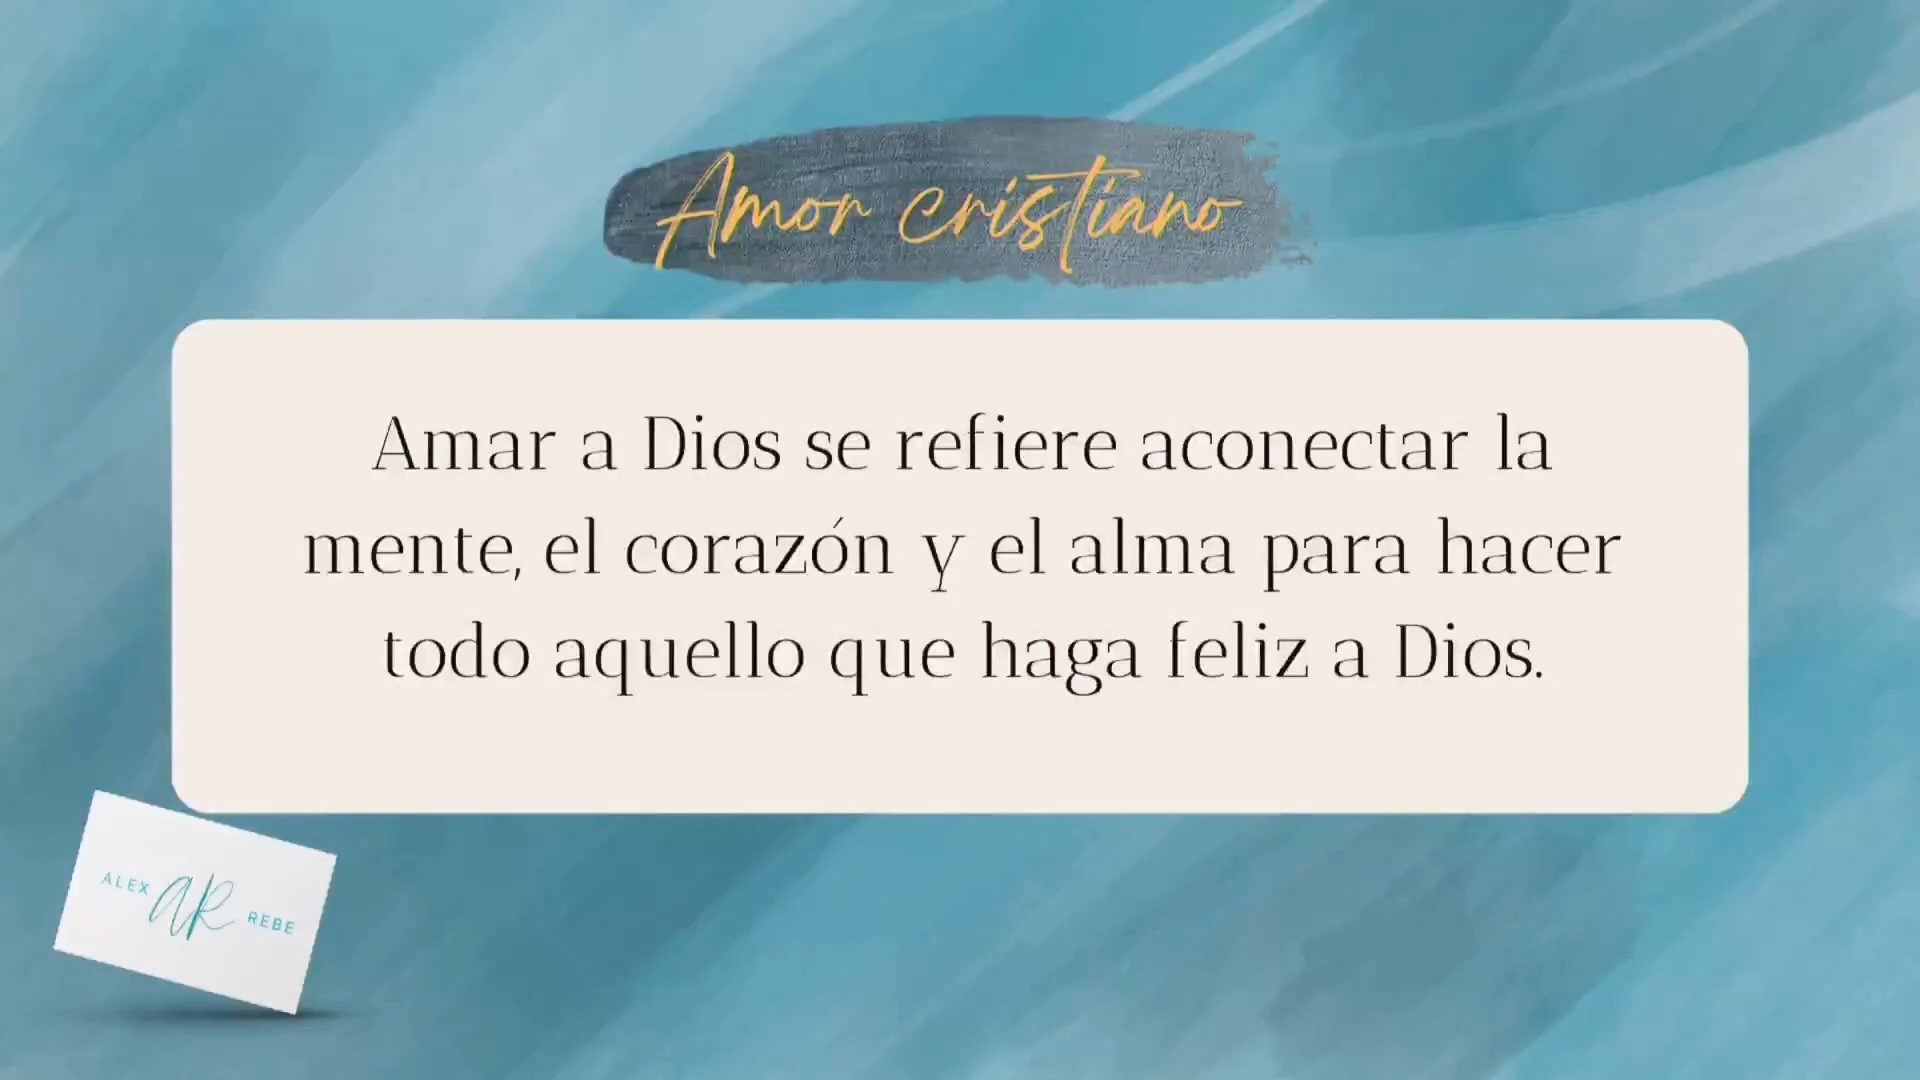 Amor cristiano
Amar a Dios se refiere aconectar la
mente, el corazón y el alma para hacer
todo aquello que haga feliz a Dios.
ALEX AR REBE